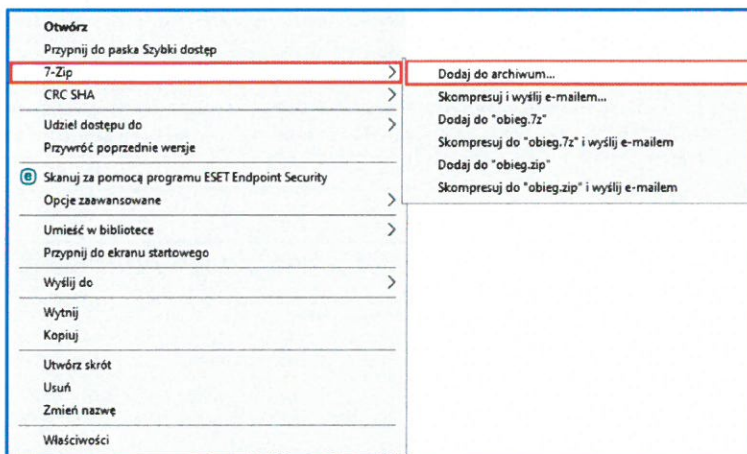 Otwórz
Przypnij do paska Szybki dostęp
7-Zip
CRC SHA
Udziel dostępu do
Przywróć poprzednie wersje
Skanuj za pomocą programu ESET Endpoint Security
Opcje zaawansowane
Umieść w bibliotece
Przypnij do ekranu startowego
Wyślij do
Wytnij
Kopiuj
Utwórz skrót
Usuń
Zmień nazwę
Właściwości
Dodaj do archiwum...
Skompresuj i wyślij e-mailem...
Dodaj do "obieg.7z"
Skompresuj do "obieg.7z" i wyślij e-mailem
Dodaj do "obieg.zip"
Skompresuj do "obieg.zip" i wyślij e-mailem